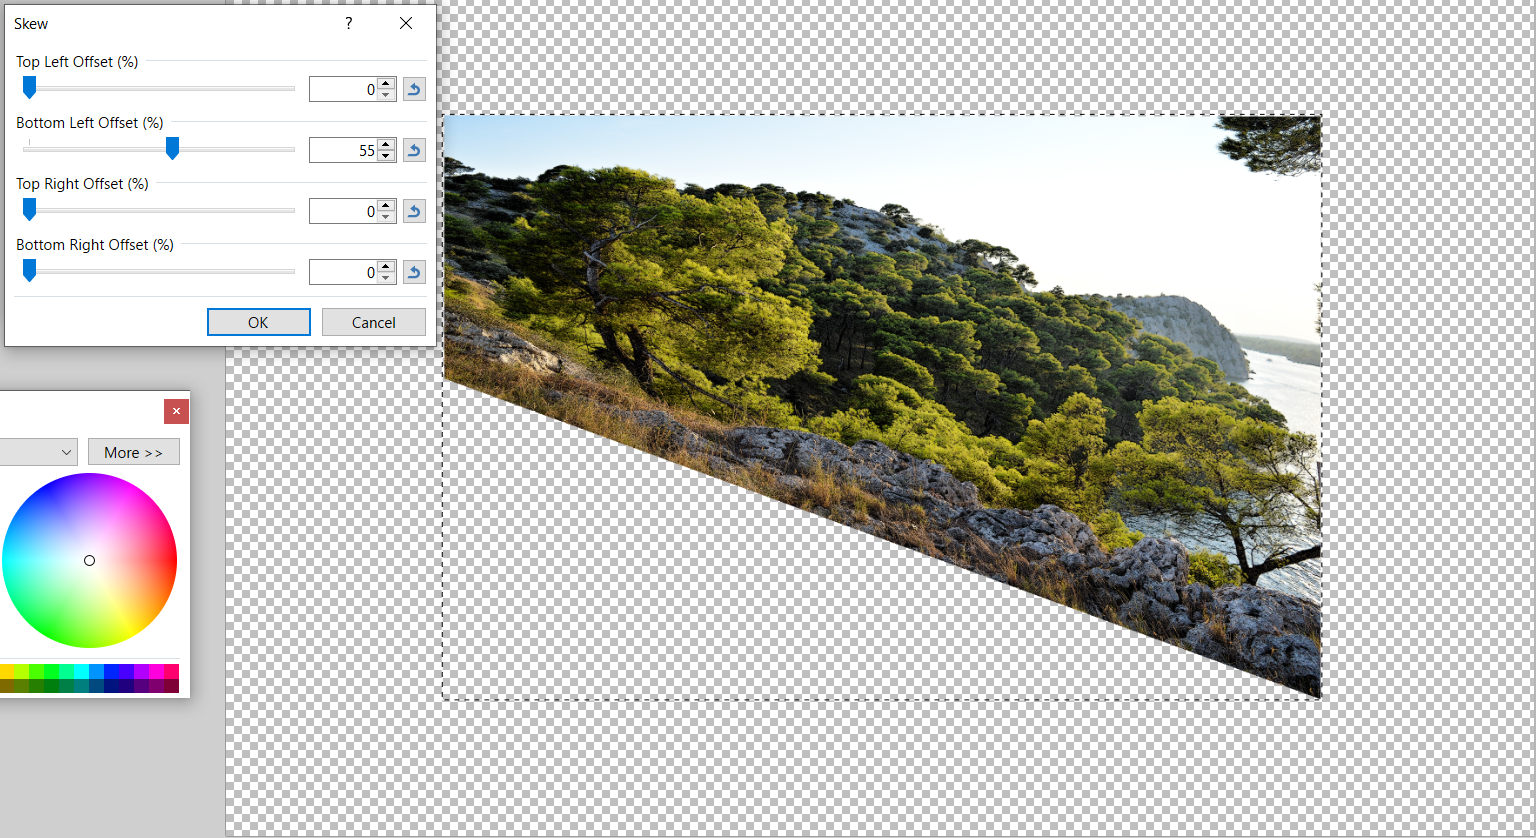 Skew ?
Top Left Offset (%)
0
Bottom Left Offset (%)
55
Top Right Offset (%)
0
Bottom Right Offset (%)
0
OK Cancel
More >>